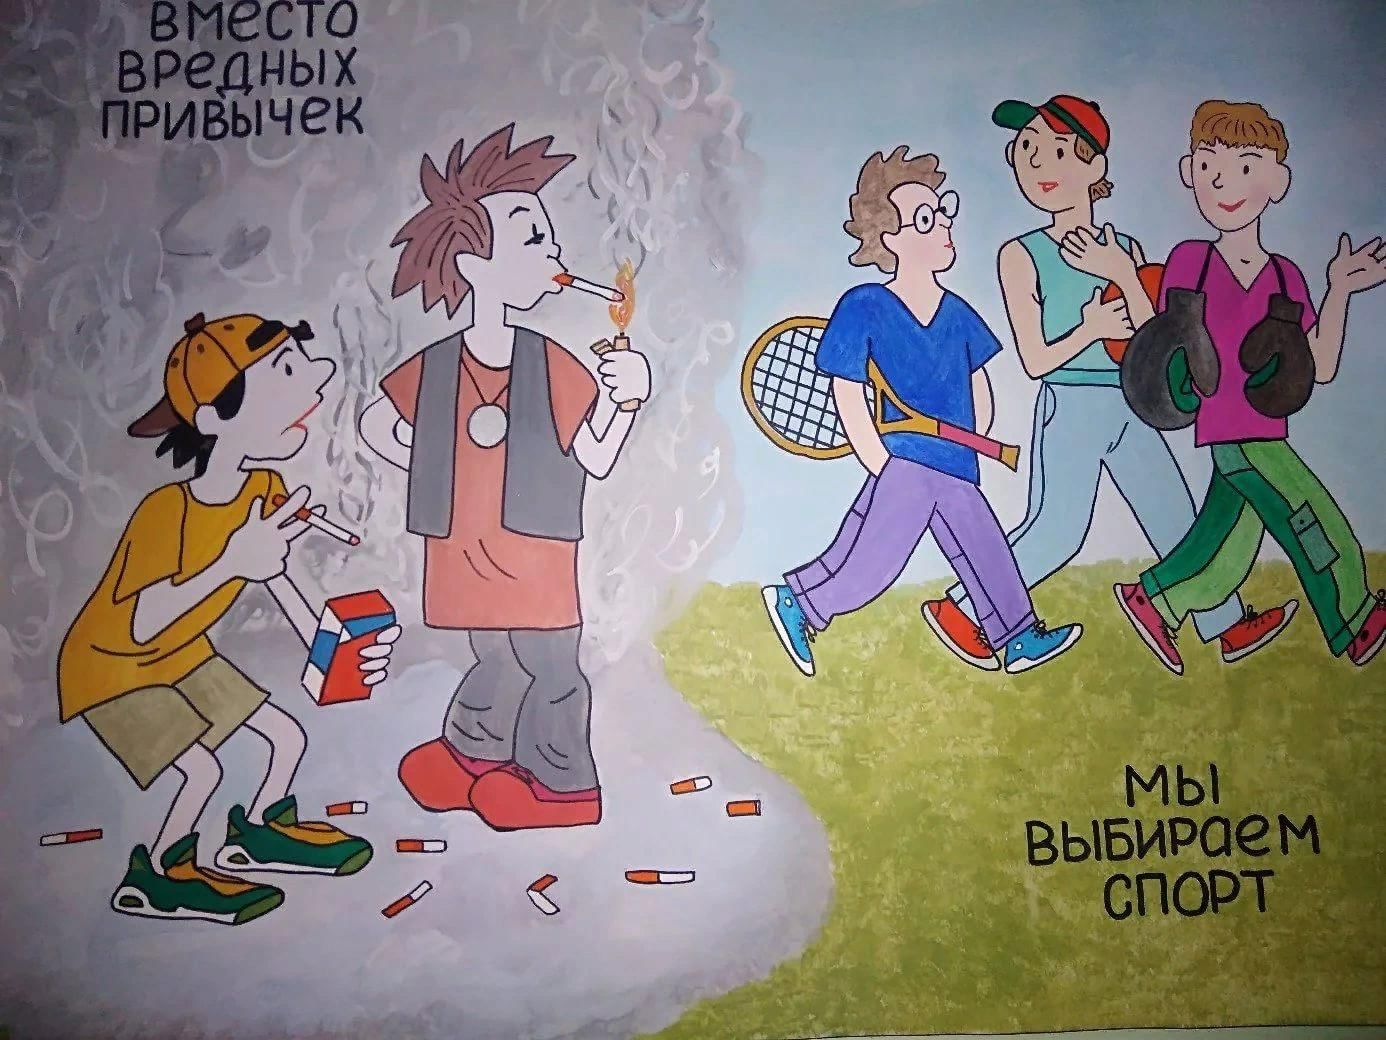 вместо
вредных
привычек
мы
выбираем
спорт